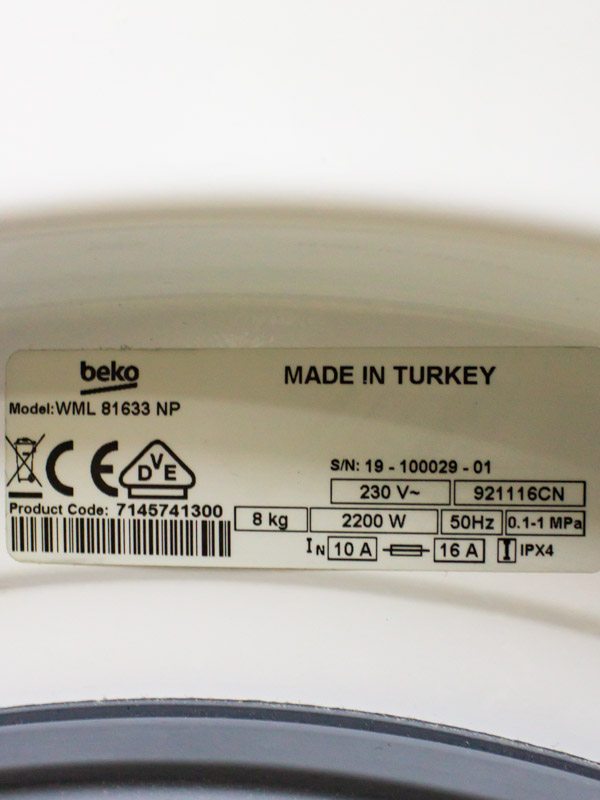 beko
MADE IN TURKEY
Model: WML 81633 NP
CE
DVE
S/N: 19 - 100029 - 01
230 V~ 921116CN
Product Code: 7145741300
8 kg 2200 W 50Hz 0.1-1 MPa
IN 10 A 16 A IPX4